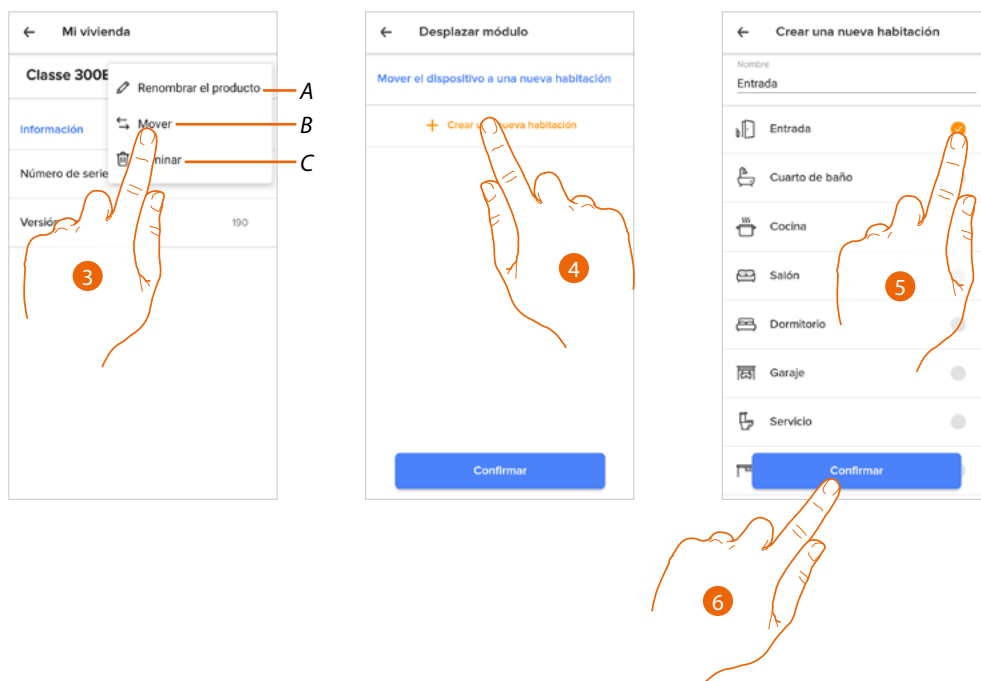 Mi vivienda
Classe 300E
Renombrar el producto
A
Mover
B
C
Información
Número de serie
190
3
Desplazar módulo
Mover el dispositivo a una nueva habitación
+ Crear nueva habitación
4
Confirmar
Crear una nueva habitación
Nombre
Entrada
Entrada
Cuarto de baño
Cocina
Salón
Dormitorio
Garaje
Servicio
Confirmar
5
6